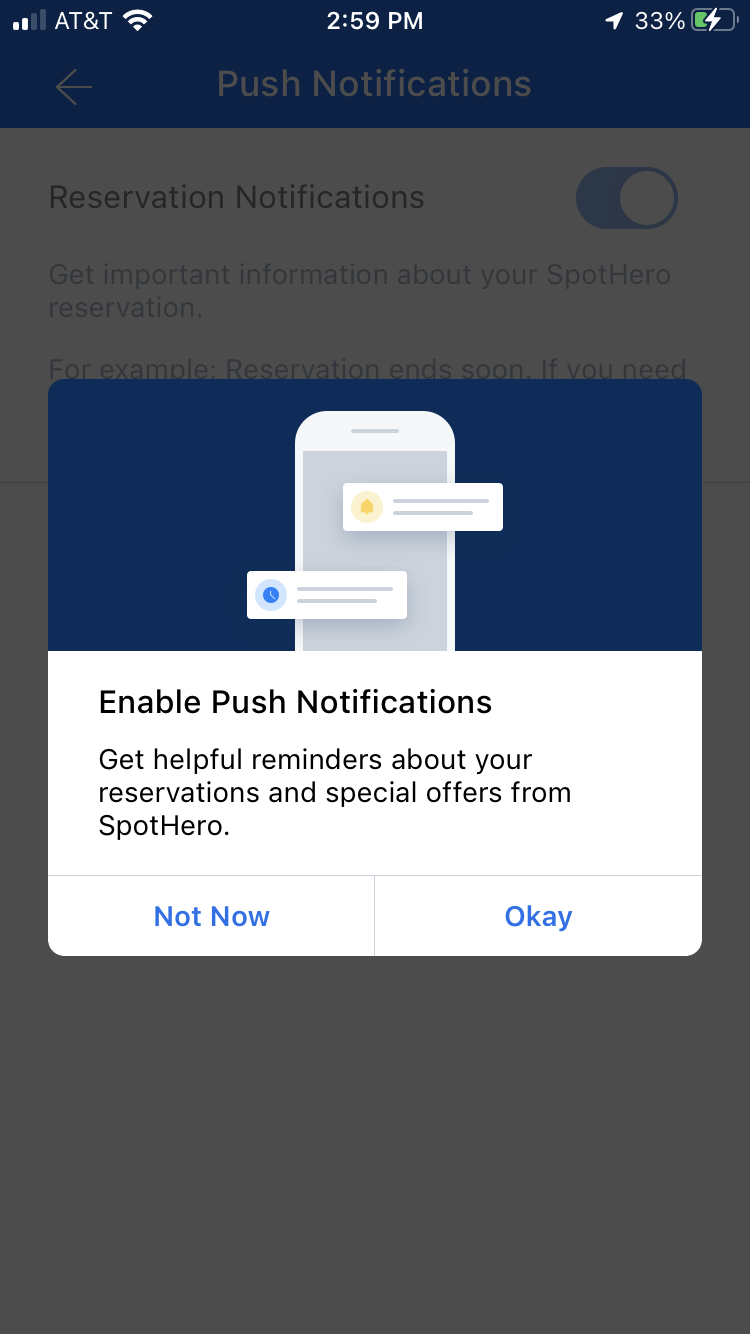 AT&T 2:59 PM 33%
Push Notifications
Reservation Notifications
Get important information about your SpotHero
reservation.
For example: Reservation ends soon. If you need
Enable Push Notifications
Get helpful reminders about your
reservations and special offers from
SpotHero.
Not Now Okay